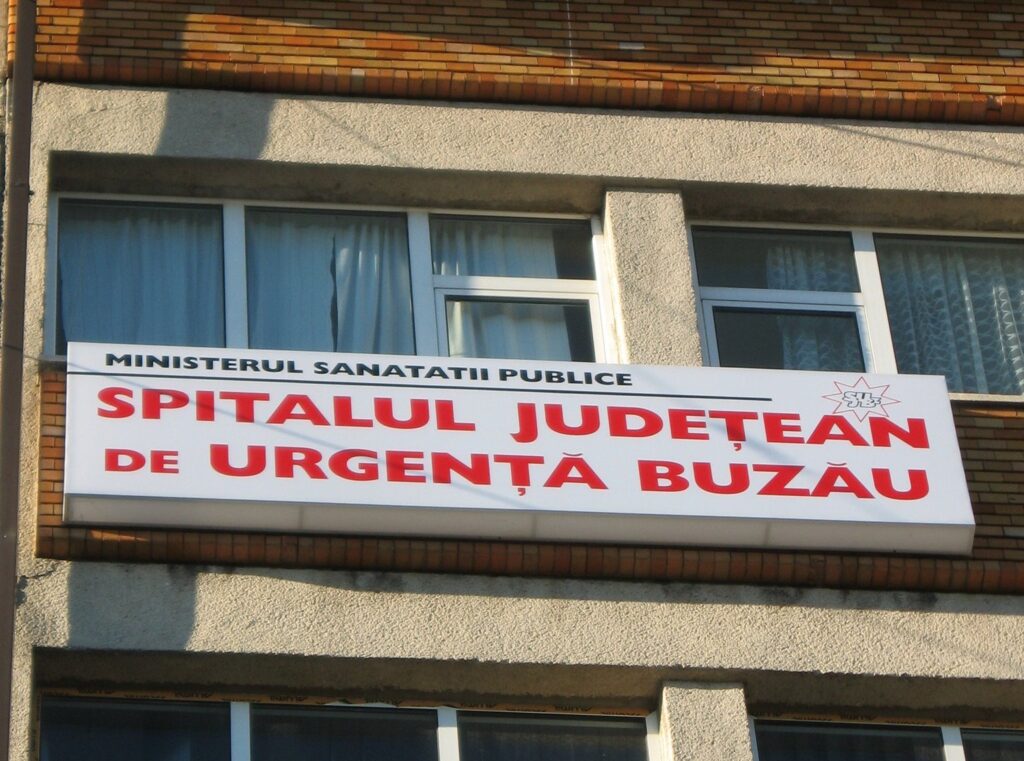 MINISTERUL SANATATII PUBLICE
SPITALUL JUDEȚEAN
DE URGENȚĂ BUZĂU